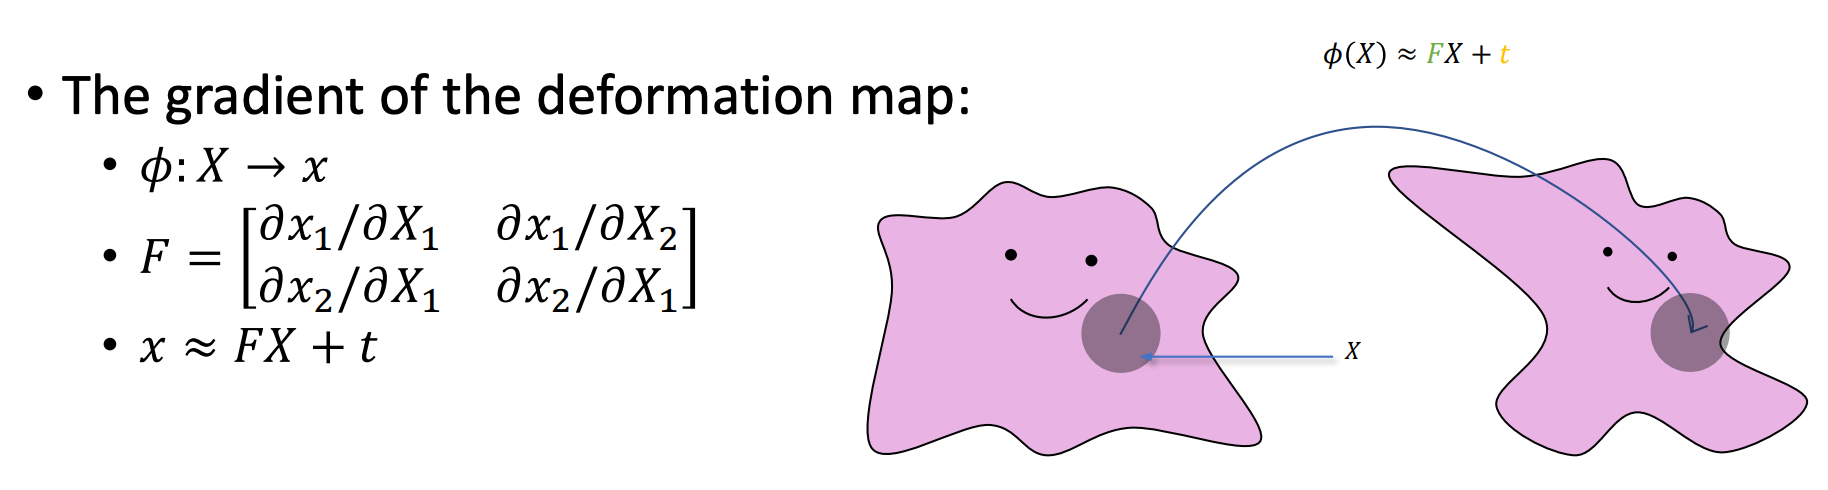 • The gradient of the deformation map:
• ϕ: X → x
• F = [∂x₁/∂X₁ ∂x₁/∂X₂
∂x₂/∂X₁ ∂x₂/∂X₁]
• x ≈ FX + t
ϕ(X) ≈ FX + t
X